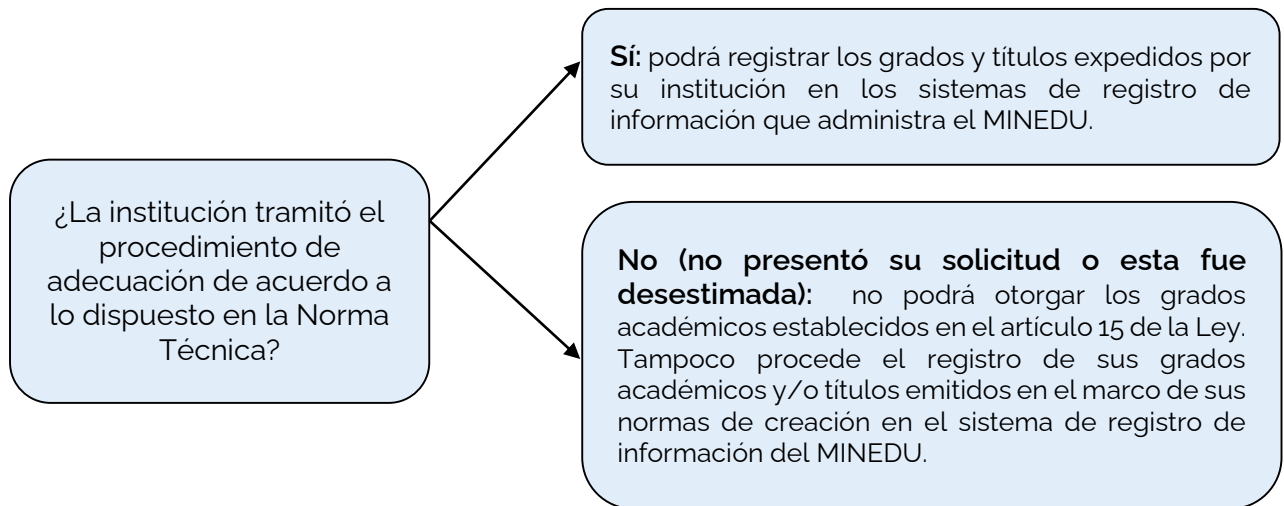 ¿La institución tramitó el
procedimiento de
adecuación de acuerdo a
lo dispuesto en la Norma
Técnica?
Sí: podrá registrar los grados y títulos expedidos por
su institución en los sistemas de registro de
información que administra el MINEDU.
No (no presentó su solicitud o esta fue
desestimada): no podrá otorgar los grados
académicos establecidos en el artículo 15 de la Ley.
Tampoco procede el registro de sus grados
académicos y/o títulos emitidos en el marco de sus
normas de creación en el sistema de registro de
información del MINEDU.